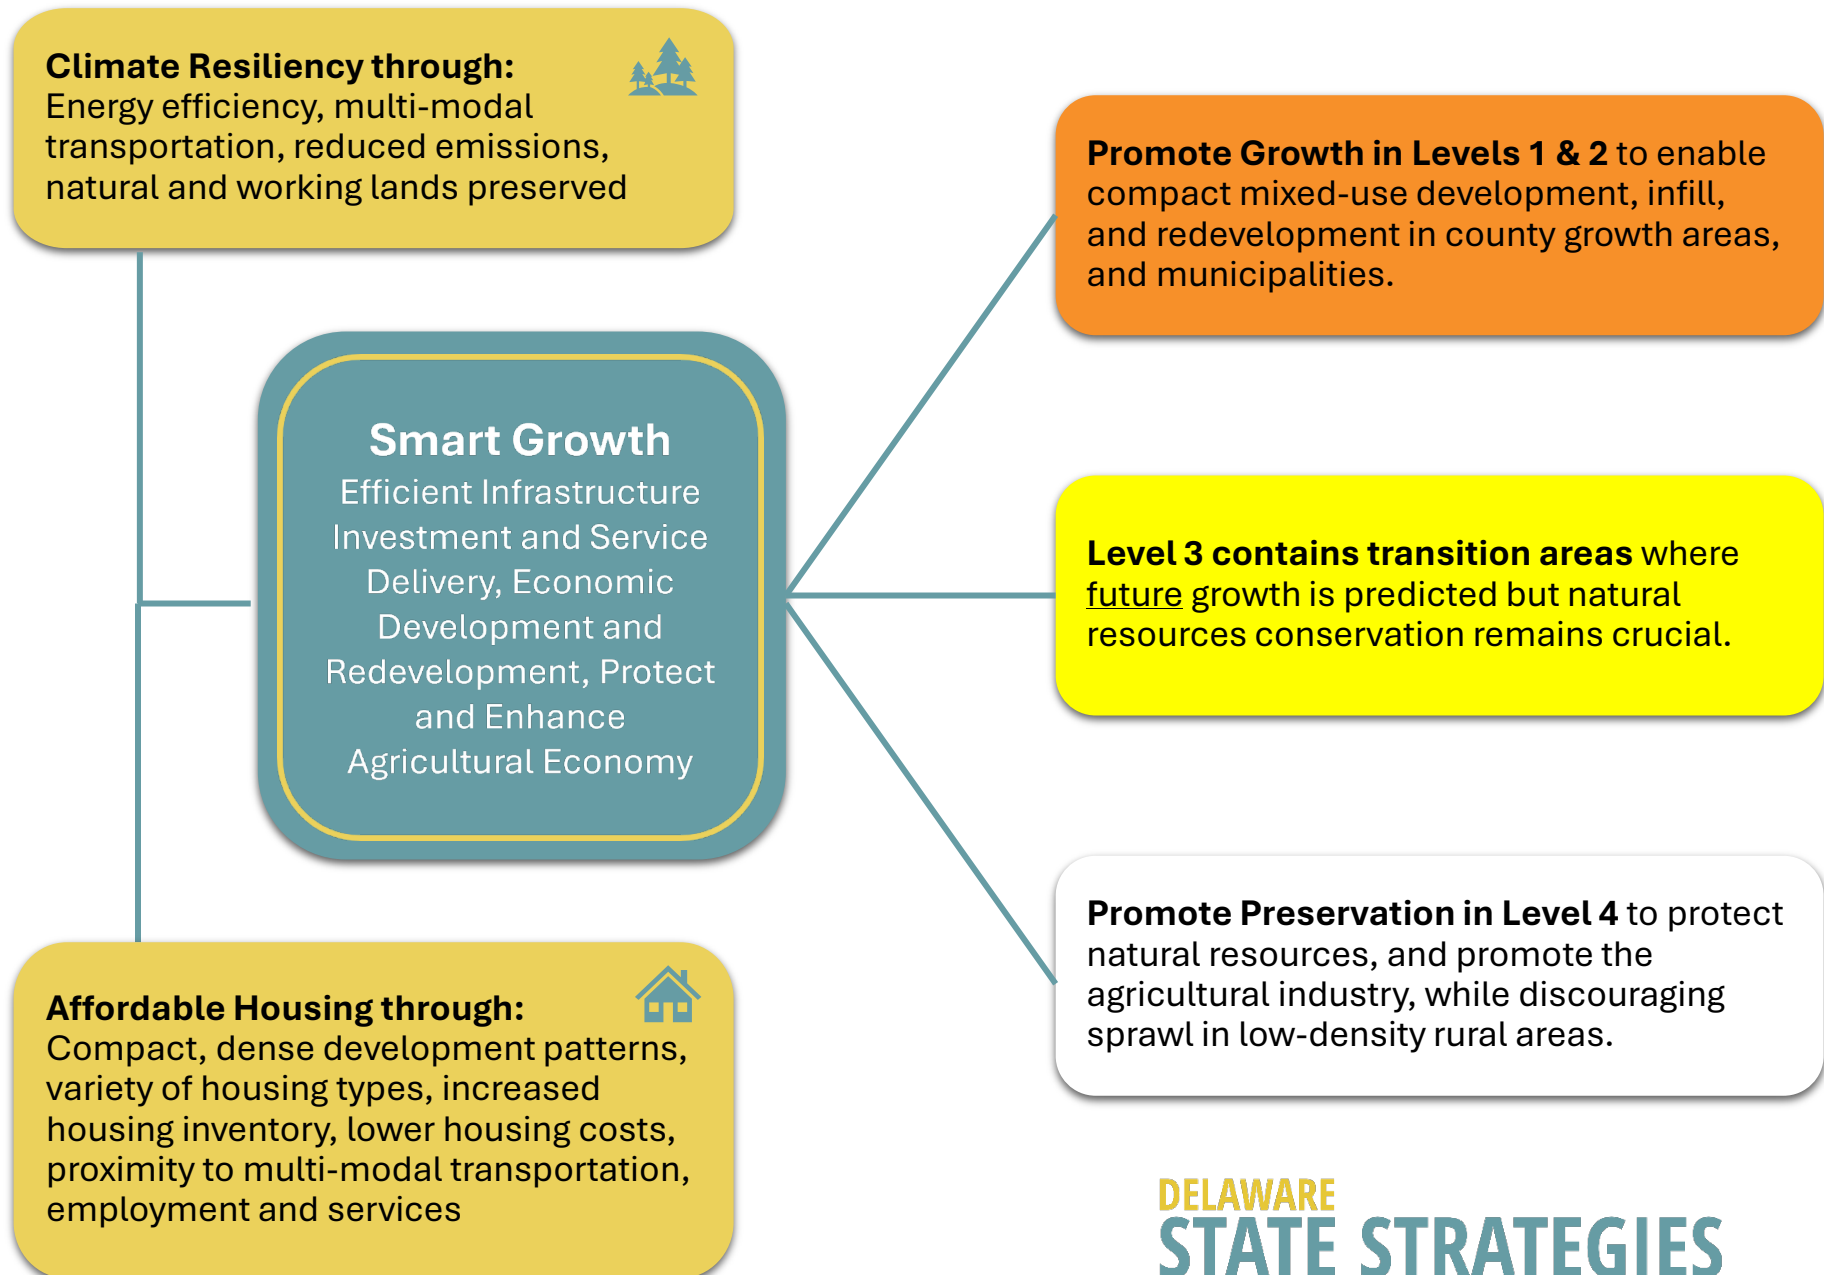 Climate Resiliency through:
Energy efficiency, multi-modal
transportation, reduced emissions,
natural and working lands preserved
Smart Growth
Efficient Infrastructure
Investment and Service
Delivery, Economic
Development and
Redevelopment, Protect
and Enhance
Agricultural Economy
Affordable Housing through:
Compact, dense development patterns,
variety of housing types, increased
housing inventory, lower housing costs,
proximity to multi-modal transportation,
employment and services
Promote Growth in Levels 1 & 2 to enable
compact mixed-use development, infill,
and redevelopment in county growth areas,
and municipalities.
Level 3 contains transition areas where
future growth is predicted but natural
resources conservation remains crucial.
Promote Preservation in Level 4 to protect
natural resources, and promote the
agricultural industry, while discouraging
sprawl in low-density rural areas.
DELAWARE
STATE STRATEGIES